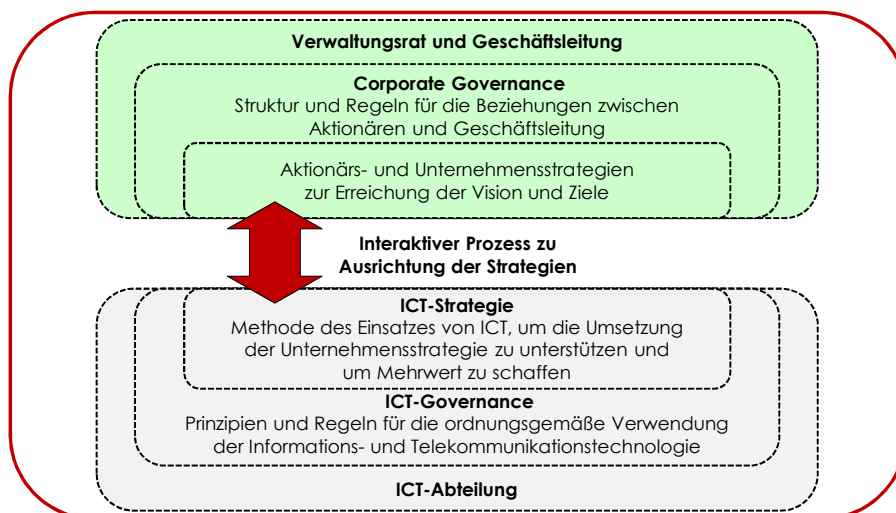 Verwaltungsrat und Geschäftsleitung
Corporate Governance
Struktur und Regeln für die Beziehungen zwischen
Aktionären und Geschäftsleitung
Aktionärs- und Unternehmensstrategien
zur Erreichung der Vision und Ziele
Interaktiver Prozess zu
Ausrichtung der Strategien
ICT-Strategie
Methode des Einsatzes von ICT, um die Umsetzung
der Unternehmensstrategie zu unterstützen und
um Mehrwert zu schaffen
ICT-Governance
Prinzipien und Regeln für die ordnungsgemäße Verwendung
der Informations- und Telekommunikationstechnologie
ICT-Abteilung